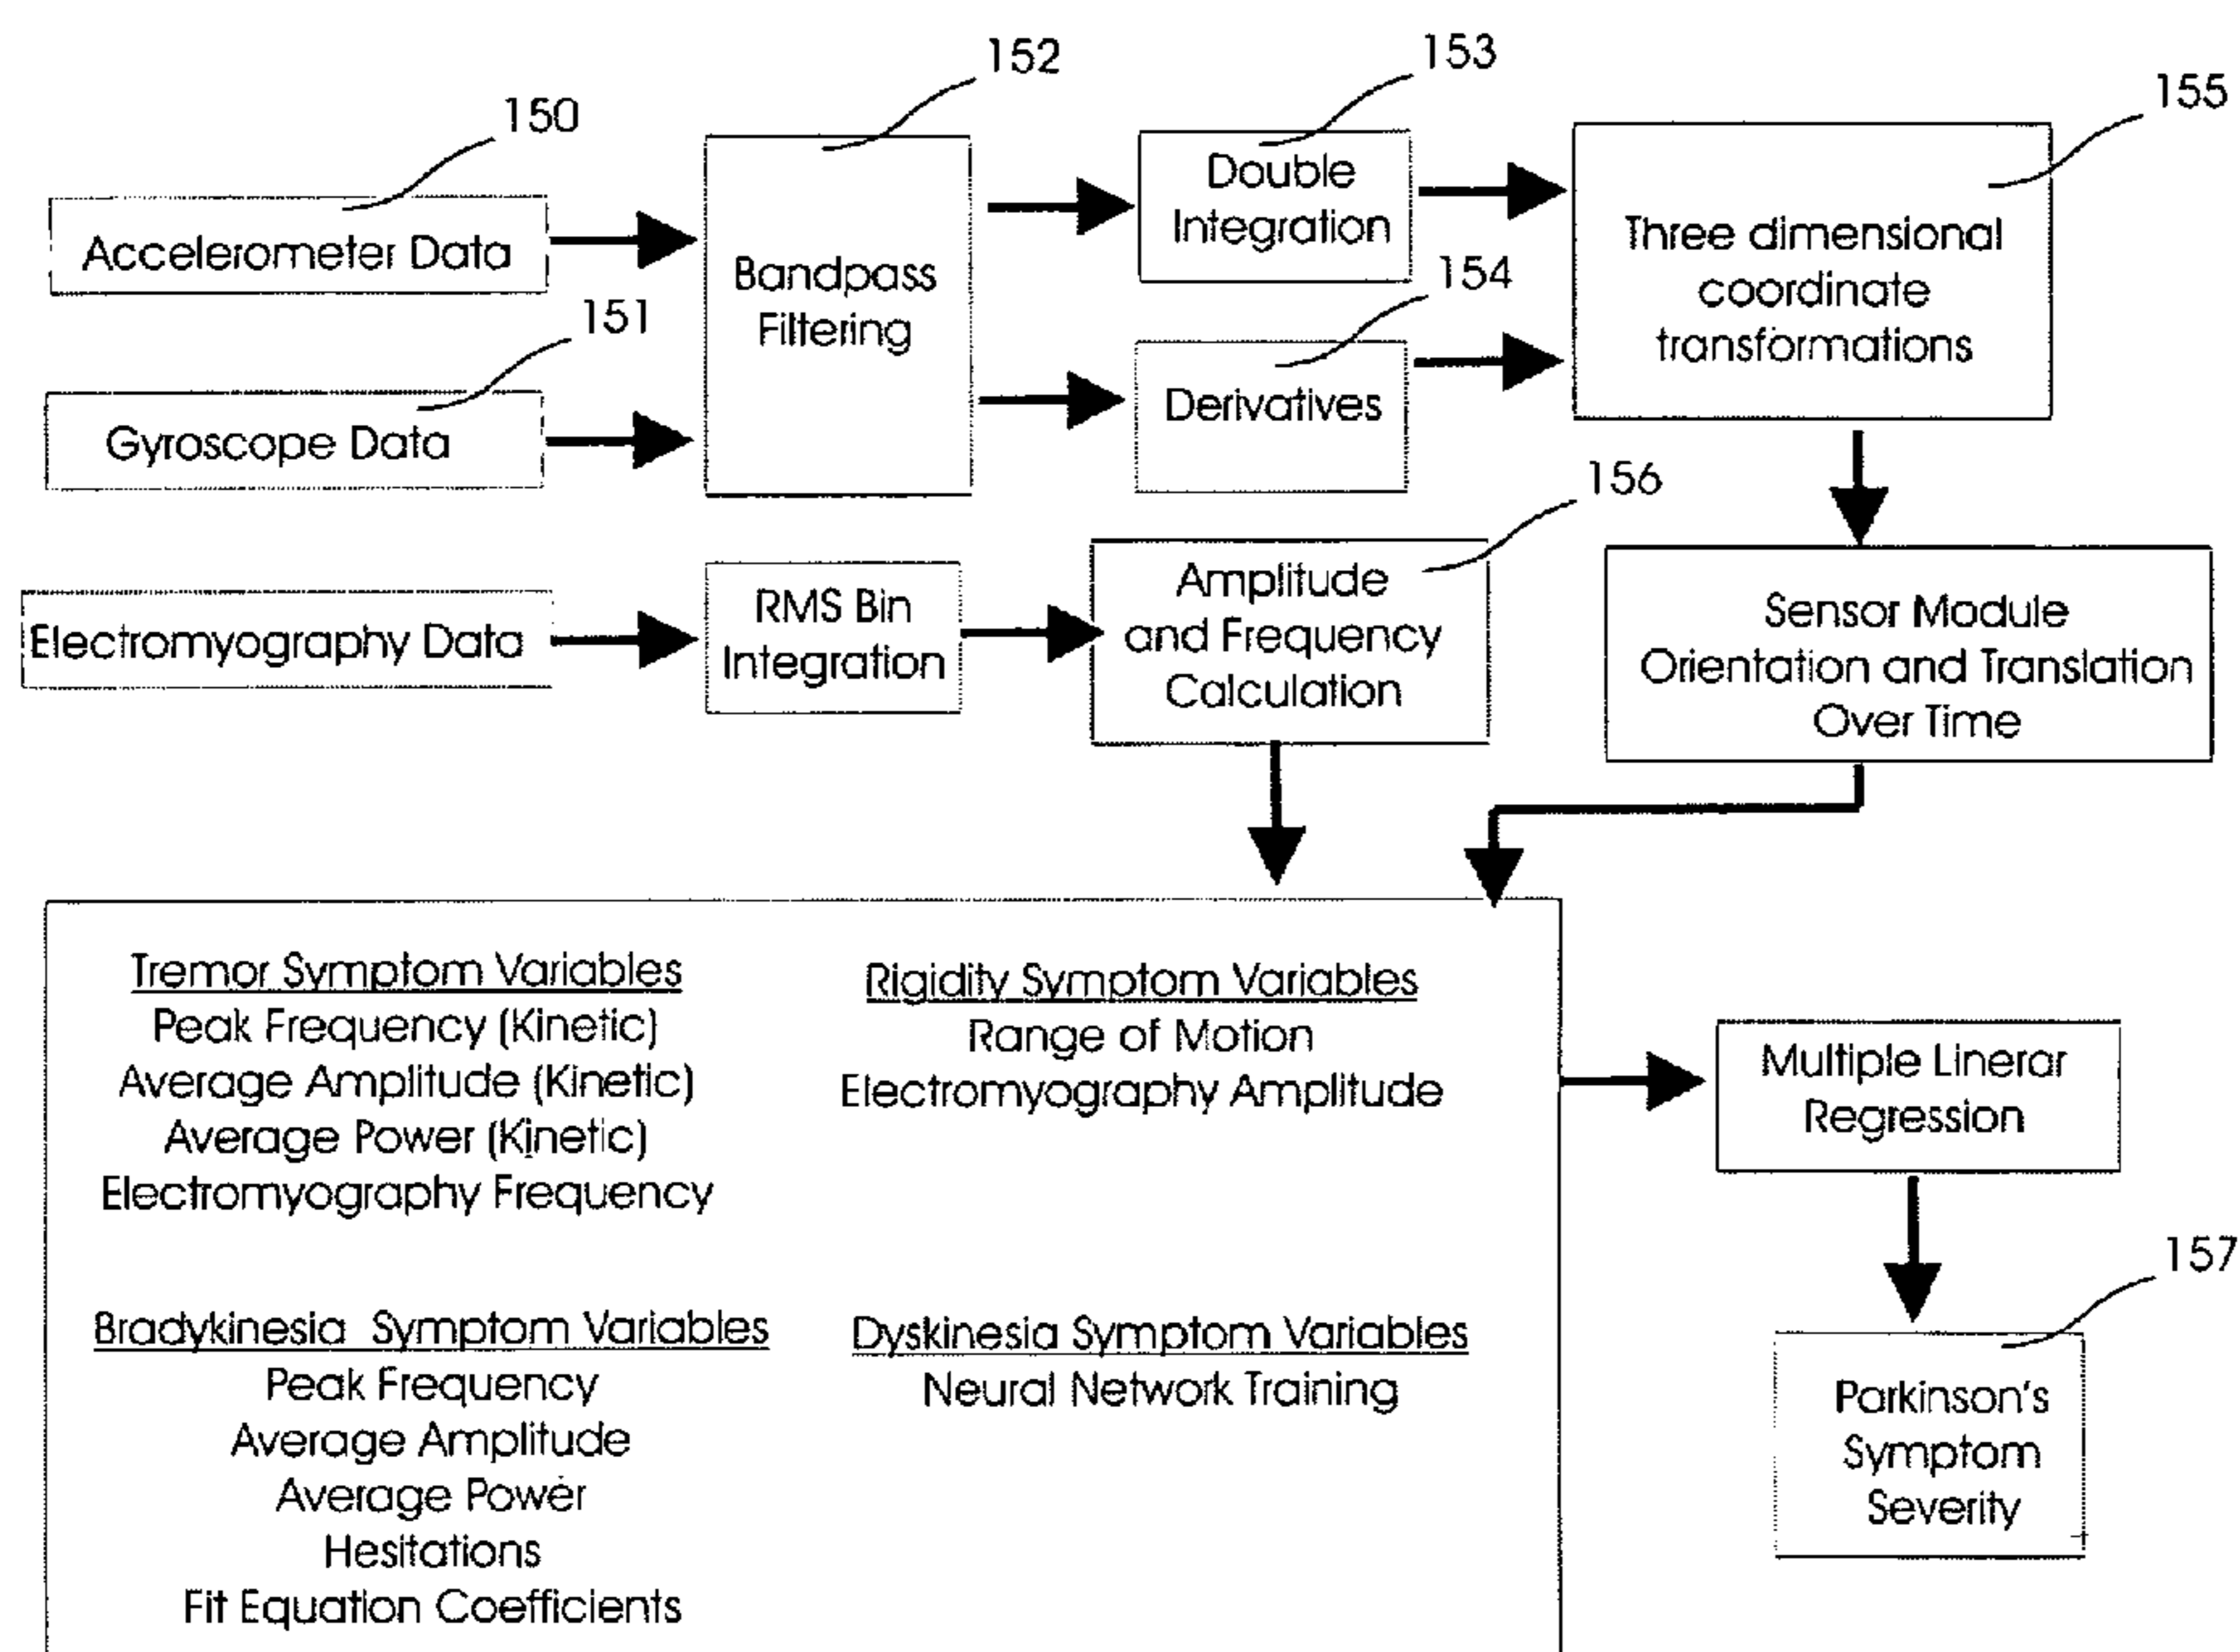 152
153
155
150
Accelerometer Data
Bandpass
Filtering
Double
Integration
Three dimensional
coordinate
transformations
151
Gyroscope Data
154
Derivatives
156
Electromyography Data
RMS Bin
Integration
Amplitude
and Frequency
Calculation
Sensor Module
Orientation and Translation
Over Time
Tremor Symptom Variables
Peak Frequency (Kinetic)
Average Amplitude (Kinetic)
Average Power (Kinetic)
Electromyography Frequency
Rigidity Symptom Variables
Range of Motion
Electromyography Amplitude
Bradykinesia Symptom Variables
Peak Frequency
Average Amplitude
Average Power
Hesitations
Fit Equation Coefficients
Dyskinesia Symptom Variables
Neural Network Training
Multiple Linerar
Regression
157
Parkinson's
Symptom
Severity